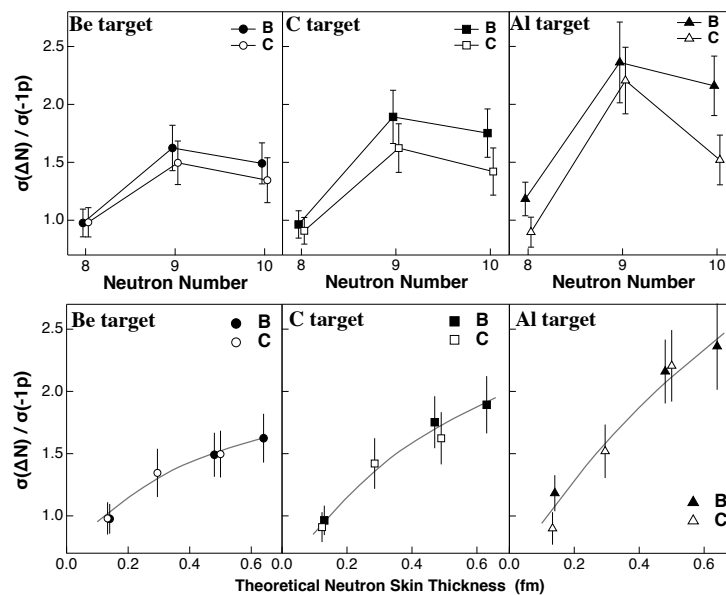 Be target
B
C
C target
B
C
Al target
B
C
σ(ΔN) / σ(-1p)
2.5
2.0
1.5
1.0
8 9 10 8 9 10 8 9 10
Neutron Number Neutron Number Neutron Number
Be target
B
C
C target
B
C
Al target
B
C
σ(ΔN) / σ(-1p)
2.5
2.0
1.5
1.0
0.0 0.2 0.4 0.6 0.0 0.2 0.4 0.6 0.0 0.2 0.4 0.6
Theoretical Neutron Skin Thickness (fm)